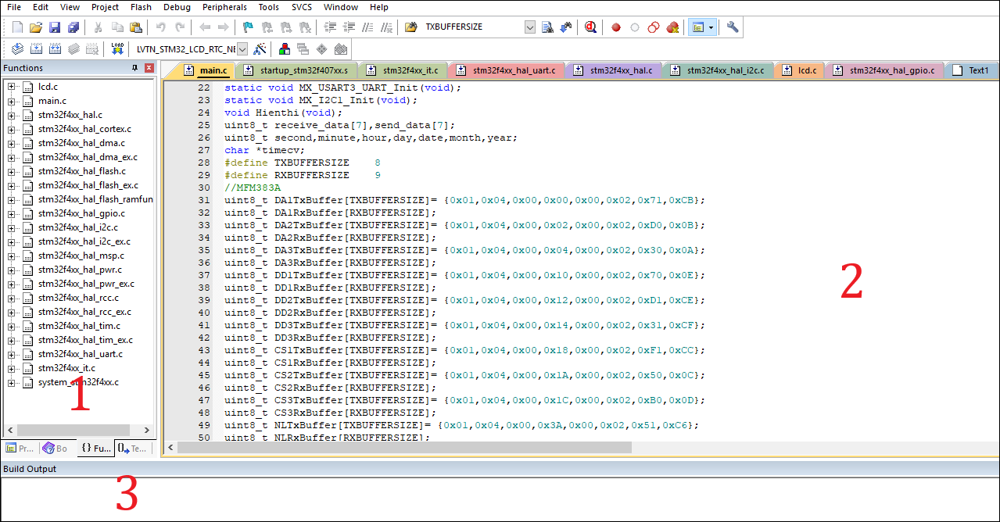 File Edit View Project Flash Debug Peripherals Tools SVCS Window Help
TXBUFFERSIZE
LOAD LVTN_STM32_LCD_RTC_NE
Functions
lcd.c
main.c
stm32f4xx_hal.c
stm32f4xx_hal_cortex.c
stm32f4xx_hal_dma.c
stm32f4xx_hal_dma_ex.c
stm32f4xx_hal_flash.c
stm32f4xx_hal_flash_ex.c
stm32f4xx_hal_flash_ramfun
stm32f4xx_hal_gpio.c
stm32f4xx_hal_i2c.c
stm32f4xx_hal_i2c_ex.c
stm32f4xx_hal_msp.c
stm32f4xx_hal_pwr.c
stm32f4xx_hal_pwr_ex.c
stm32f4xx_hal_rcc.c
stm32f4xx_hal_rcc_ex.c
stm32f4xx_hal_tim.c
stm32f4xx_hal_tim_ex.c
stm32f4xx_hal_uart.c
stm32f4xx_it.c
system_stm32f4xx.c
1
Pr... Bo {} Fu... {} Te...
main.c startup_stm32f407xx.s stm32f4xx_it.c stm32f4xx_hal_uart.c stm32f4xx_hal.c stm32f4xx_hal_i2c.c lcd.c stm32f4xx_hal_gpio.c Text1
22 static void MX_USART3_UART_Init(void);
23 static void MX_I2C1_Init(void);
24 void Hienthi(void);
25 uint8_t receive_data[7],send_data[7];
26 uint8_t second,minute,hour,day,date,month,year;
27 char *timecv;
28 #define TXBUFFERSIZE 8
29 #define RXBUFFERSIZE 9
30 //MFM383A
31 uint8_t DA1TxBuffer[TXBUFFERSIZE]= {0x01,0x04,0x00,0x00,0x00,0x02,0x71,0xCB};
32 uint8_t DA1RxBuffer[RXBUFFERSIZE];
33 uint8_t DA2TxBuffer[TXBUFFERSIZE]= {0x01,0x04,0x00,0x02,0x00,0x02,0xD0,0x0B};
34 uint8_t DA2RxBuffer[RXBUFFERSIZE];
35 uint8_t DA3TxBuffer[TXBUFFERSIZE]= {0x01,0x04,0x00,0x04,0x00,0x02,0x30,0x0A};
36 uint8_t DA3RxBuffer[RXBUFFERSIZE];
37 uint8_t DD1TxBuffer[TXBUFFERSIZE]= {0x01,0x04,0x00,0x10,0x00,0x02,0x70,0x0E};
38 uint8_t DD1RxBuffer[RXBUFFERSIZE];
39 uint8_t DD2TxBuffer[TXBUFFERSIZE]= {0x01,0x04,0x00,0x12,0x00,0x02,0xD1,0xCE};
40 uint8_t DD2RxBuffer[RXBUFFERSIZE];
41 uint8_t DD3TxBuffer[TXBUFFERSIZE]= {0x01,0x04,0x00,0x14,0x00,0x02,0x31,0xCF};
42 uint8_t DD3RxBuffer[RXBUFFERSIZE];
43 uint8_t CS1TxBuffer[TXBUFFERSIZE]= {0x01,0x04,0x00,0x18,0x00,0x02,0xF1,0xCC};
44 uint8_t CS1RxBuffer[RXBUFFERSIZE];
45 uint8_t CS2TxBuffer[TXBUFFERSIZE]= {0x01,0x04,0x00,0x1A,0x00,0x02,0x50,0x0C};
46 uint8_t CS2RxBuffer[RXBUFFERSIZE];
47 uint8_t CS3TxBuffer[TXBUFFERSIZE]= {0x01,0x04,0x00,0x1C,0x00,0x02,0xB0,0x0D};
48 uint8_t CS3RxBuffer[RXBUFFERSIZE];
49 uint8_t NLTxBuffer[TXBUFFERSIZE]= {0x01,0x04,0x00,0x3A,0x00,0x02,0x51,0xC6};
50 uint8_t NLRxBuffer[RXBUFFERSIZE];
2
Build Output
3